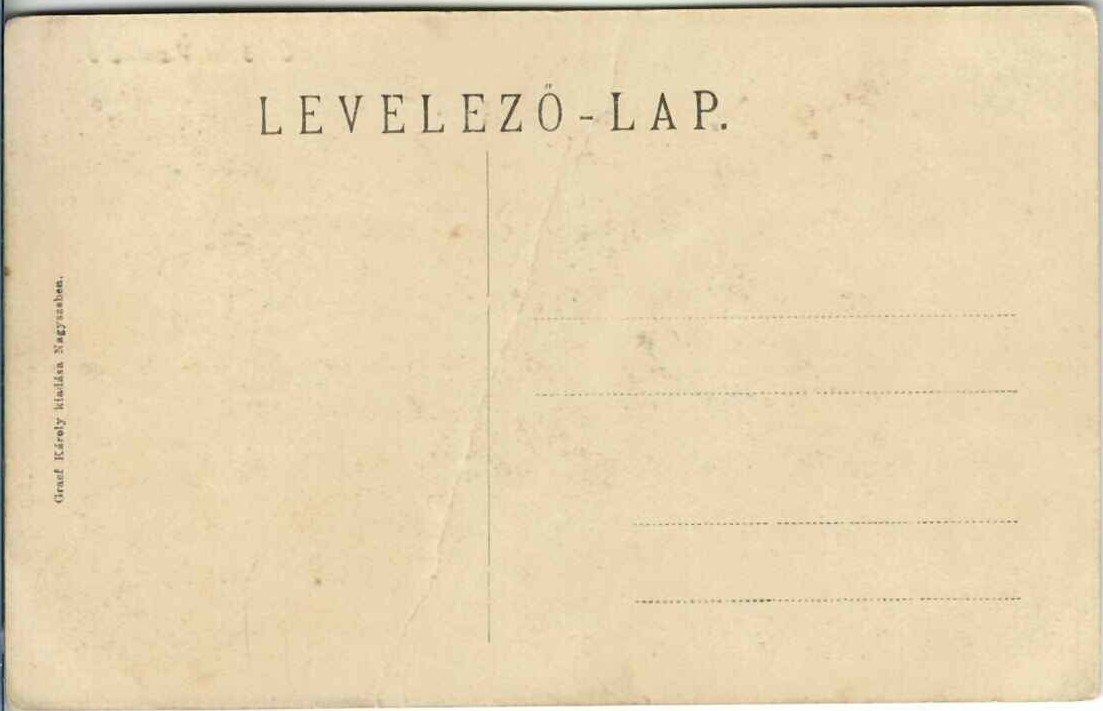 LEVELEZŐ-LAP.
Graef Károly kiadása Nagyszeben.